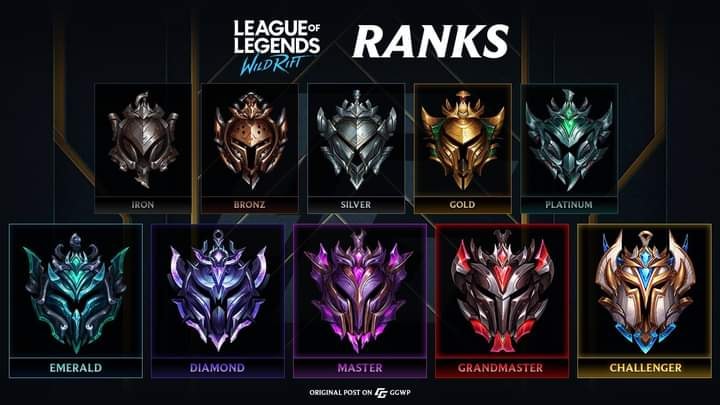 LEAGUE OF
LEGENDS
WILD RIFT
RANKS
IRON
BRONZ
SILVER
GOLD
PLATINUM
EMERALD
DIAMOND
MASTER
GRANDMASTER
CHALLENGER
ORIGINAL POST ON GGWP